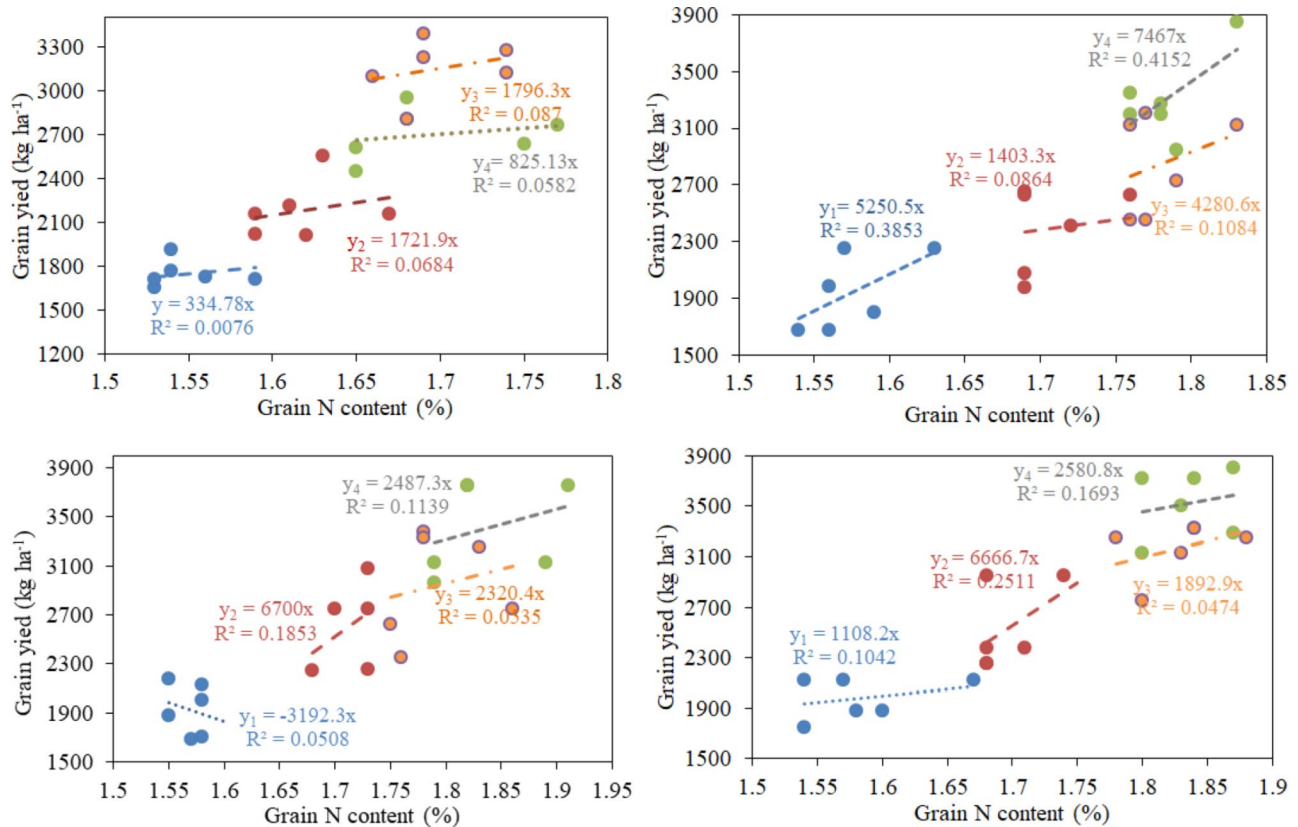 Grain yied (kg ha⁻¹)
3300
3000
2700
2400
2100
1800
1500
1200
y₃ = 1796.3x
R² = 0.087
y₄= 825.13x
R² = 0.0582
y₂ = 1721.9x
R² = 0.0684
y = 334.78x
R² = 0.0076
1.5 1.55 1.6 1.65 1.7 1.75 1.8
Grain N content (%)
Grain yied (kg ha⁻¹)
3900
3500
3100
2700
2300
1900
1500
y₄ = 7467x
R² = 0.4152
y₂ = 1403.3x
R² = 0.0864
y₁= 5250.5x
R² = 0.3853
y₃ = 4280.6x
R² = 0.1084
1.5 1.55 1.6 1.65 1.7 1.75 1.8 1.85
Grain N content (%)
Grain yied (kg ha⁻¹)
3900
3500
3100
2700
2300
1900
1500
y₄ = 2487.3x
R² = 0.1139
y₃ = 2320.4x
R² = 0.0535
y₂ = 6700x
R² = 0.1853
y₁ = -3192.3x
R² = 0.0508
1.5 1.55 1.6 1.65 1.7 1.75 1.8 1.85 1.9 1.95
Grain N content (%)
Grain yied (kg ha⁻¹)
3900
3500
3100
2700
2300
1900
1500
y₄ = 2580.8x
R² = 0.1693
y₂ = 6666.7x
R² = 0.2511
y₃ = 1892.9x
R² = 0.0474
y₁ = 1108.2x
R² = 0.1042
1.5 1.55 1.6 1.65 1.7 1.75 1.8 1.85 1.9
Grain N content (%)